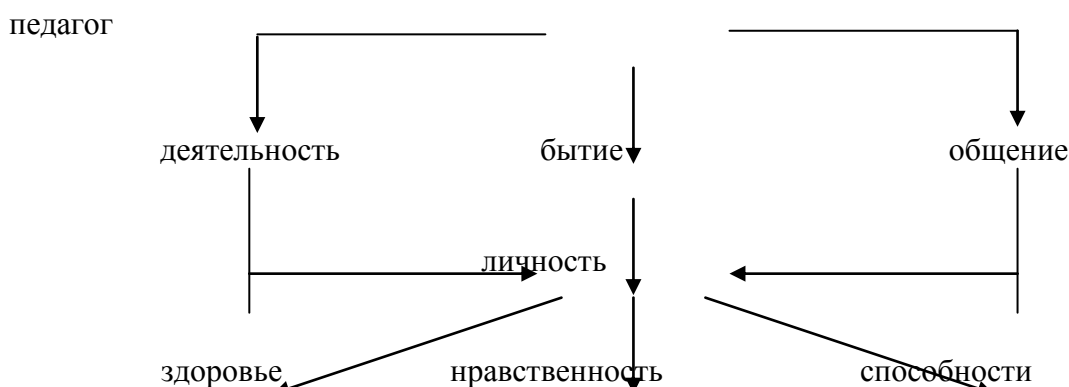 педагог
деятельность бытие общение
личность
здоровье нравственность способности